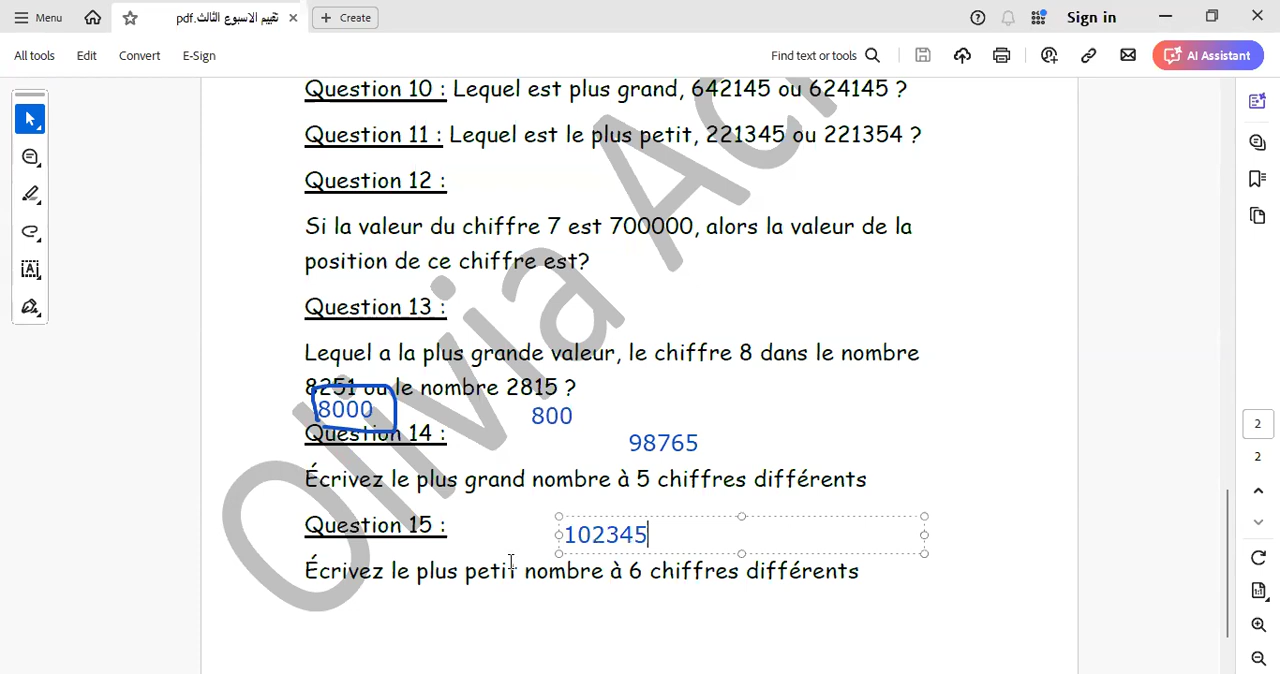 Menu
تقييم الاسبوع الثالث.pdf
Create
Sign in
All tools
Edit
Convert
E-Sign
Find text or tools
AI Assistant
Question 10 : Lequel est plus grand, 642145 ou 624145 ?
Question 11 : Lequel est le plus petit, 221345 ou 221354 ?
Question 12 :
Si la valeur du chiffre 7 est 700000, alors la valeur de la
position de ce chiffre est?
Question 13 :
Lequel a la plus grande valeur, le chiffre 8 dans le nombre
8251 ou le nombre 2815 ?
8000
800
Question 14 :
98765
Écrivez le plus grand nombre à 5 chiffres différents
Question 15 :
102345
Écrivez le plus petit nombre à 6 chiffres différents
Olivia
2
2